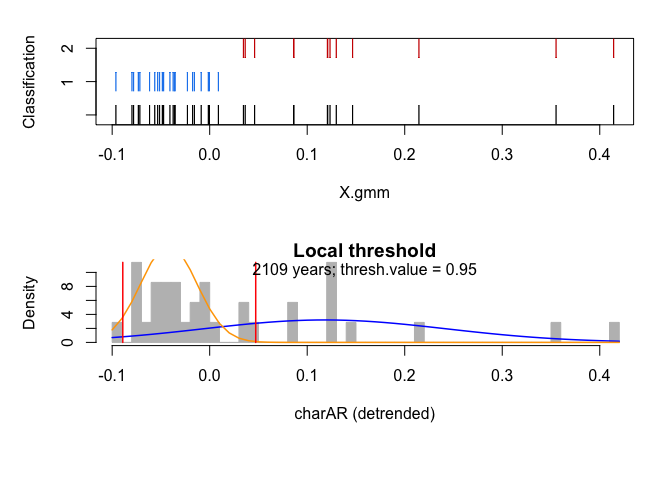 Classification
2
1
-0.1 0.0 0.1 0.2 0.3 0.4
X.gmm
Local threshold
2109 years; thresh.value = 0.95
Density
8
4
0
-0.1 0.0 0.1 0.2 0.3 0.4
charAR (detrended)